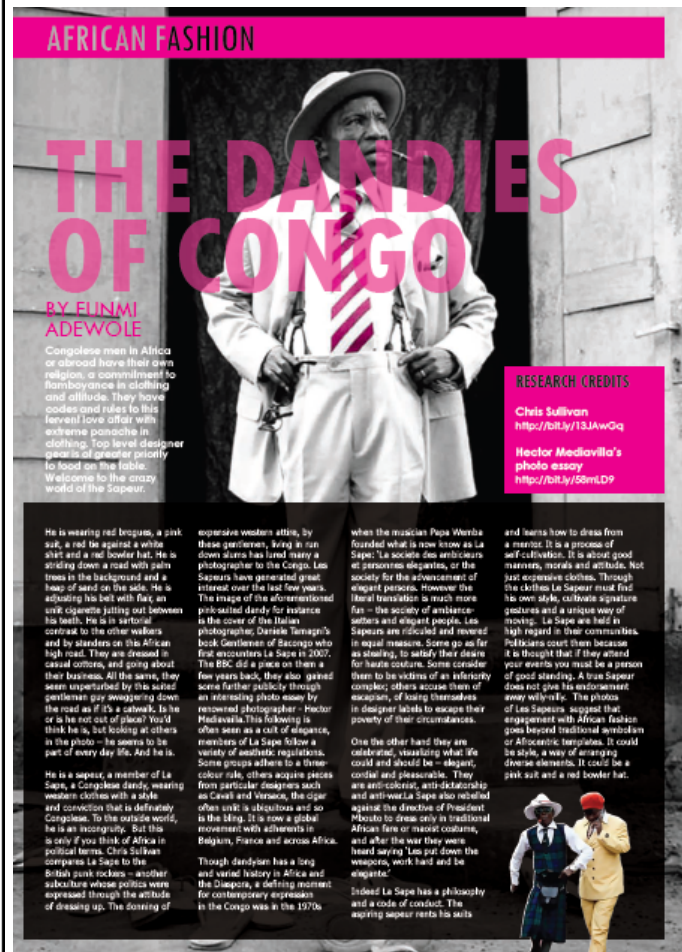 AFRICAN FASHION
THE DANDIES
OF CONGO
BY FUNMI
ADEWOLE
Congolese men in Africa
or abroad have their own
religion, a commitment to
flamboyance in clothing
and attitude. They have
codes and rules to this
fervent love affair with
extreme panache in
clothing. Top level designer
gear is of greater priority
to food on the table.
Welcome to the crazy
world of the Sapeur.
RESEARCH CREDITS
Chris Sullivan
http://bit.ly/13JAwGq
Hector Mediavilla's
photo essay
http://bit.ly/58mLD9
He is wearing red brogues, a pink
suit, a red tie against a white
shirt and a red bowler hat. He is
striding down a road with palm
trees in the background and a
heap of sand on the side. He is
adjusting his belt with flair, an
unlit cigarette jutting out between
his teeth. He is in sartorial
contrast to the other walkers
and by standers on this African
high road. They are dressed in
casual cottons, and going about
their business. All the same, they
seem unperturbed by this suited
gentleman guy swaggering down
the road as if it's a catwalk. Is he
or is he not out of place? You'd
think he is, but looking at others
in the photo – he seems to be
part of every day life. And he is.
He is a sapeur, a member of La
Sape, a Congolese dandy, wearing
western clothes with a style
and conviction that is definately
Congolese. To the outside world,
he is an incongruity. But this
is only if you think of Africa in
political terms. Chris Sullivan
compares La Sape to the
British punk rockers – another
subculture whose politics were
expressed through the attitude
of dressing up. The donning of
expensive western attire, by
these gentlemen, living in run
down slums has lured many a
photographer to the Congo. Les
Sapeurs have generated great
interest over the last few years.
The image of the aforementioned
pink-suited dandy for instance
is the cover of the Italian
photographer, Daniele Tamagni's
book Gentlemen of Bacongo who
first encounters La Sape in 2007.
The BBC did a piece on them a
few years back, they also gained
some further publicity through
an interesting photo essay by
renowned photographer – Hector
Mediavailla.This following is
often seen as a cult of elegance,
members of La Sape follow a
variety of aesthetic regulations.
Some groups adhere to a three-
colour rule, others acquire pieces
from particular designers such
as Cavali and Versace, the cigar
often unlit is ubiquitous and so
is the bling. It is now a global
movement with adherents in
Belgium, France and across Africa.
Though dandyism has a long
and varied history in Africa and
the Diaspora, a defining moment
for contemporary expression
in the Congo was in the 1970s
when the musician Papa Wemba
founded what is now know as La
Sape: 'La societe des ambicieurs
et personnes elegantes, or the
society for the advancement of
elegant persons. However the
literal translation is much more
fun – the society of ambiance-
setters and elegant people. Les
Sapeurs are ridiculed and revered
in equal measure. Some go as far
as stealing, to satisfy their desire
for haute couture. Some consider
them to be victims of an inferiority
complex; others accuse them of
escapism, of losing themselves
in designer labels to escape their
poverty of their circumstances.
One the other hand they are
celebrated, visualizing what life
could and should be – elegant,
cordial and pleasurable. They
are anti-colonist, anti-dictatorship
and anti-war.La Sape also rebelled
against the directive of President
Mbouto to dress only in traditional
African fare or maoist costume,
and after the war they were
heard saying 'Les put down the
weapons, work hard and be
elegante.'
Indeed La Sape has a philosophy
and a code of conduct. The
aspiring sapeur rents his suits
and learns how to dress from
a mentor. It is a process of
self-cultivation. It is about good
manners, morals and attitude. Not
just expensive clothes. Through
the clothes Le Sapeur must find
his own style, cultivate signature
gestures and a unique way of
moving. La Sape are held in
high regard in their communities.
Politicians court them because
it is thought that if they attend
your events you must be a person
of good standing. A true Sapeur
does not give his endorsement
away willy-nilly. The photos
of Les Sapeurs suggest that
engagement with African fashion
goes beyond traditional symbolism
or Afrocentric templates. It could
be style, a way of arranging
diverse elements. It could be a
pink suit and a red bowler hat.